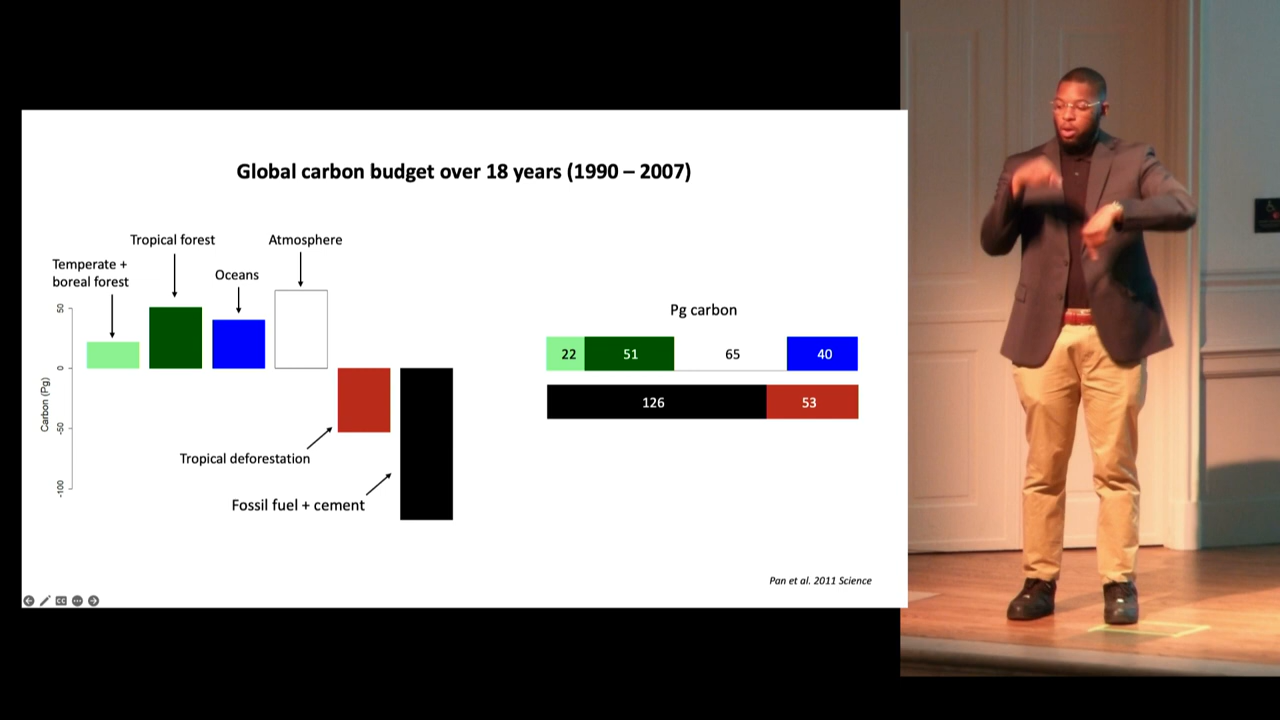 Global carbon budget over 18 years (1990 – 2007)
Tropical forest
Atmosphere
Temperate +
boreal forest
Oceans
50
0
-50
-100
Carbon (Pg)
Tropical deforestation
Fossil fuel + cement
Pg carbon
22 51 65 40
126 53
Pan et al. 2011 Science
CC